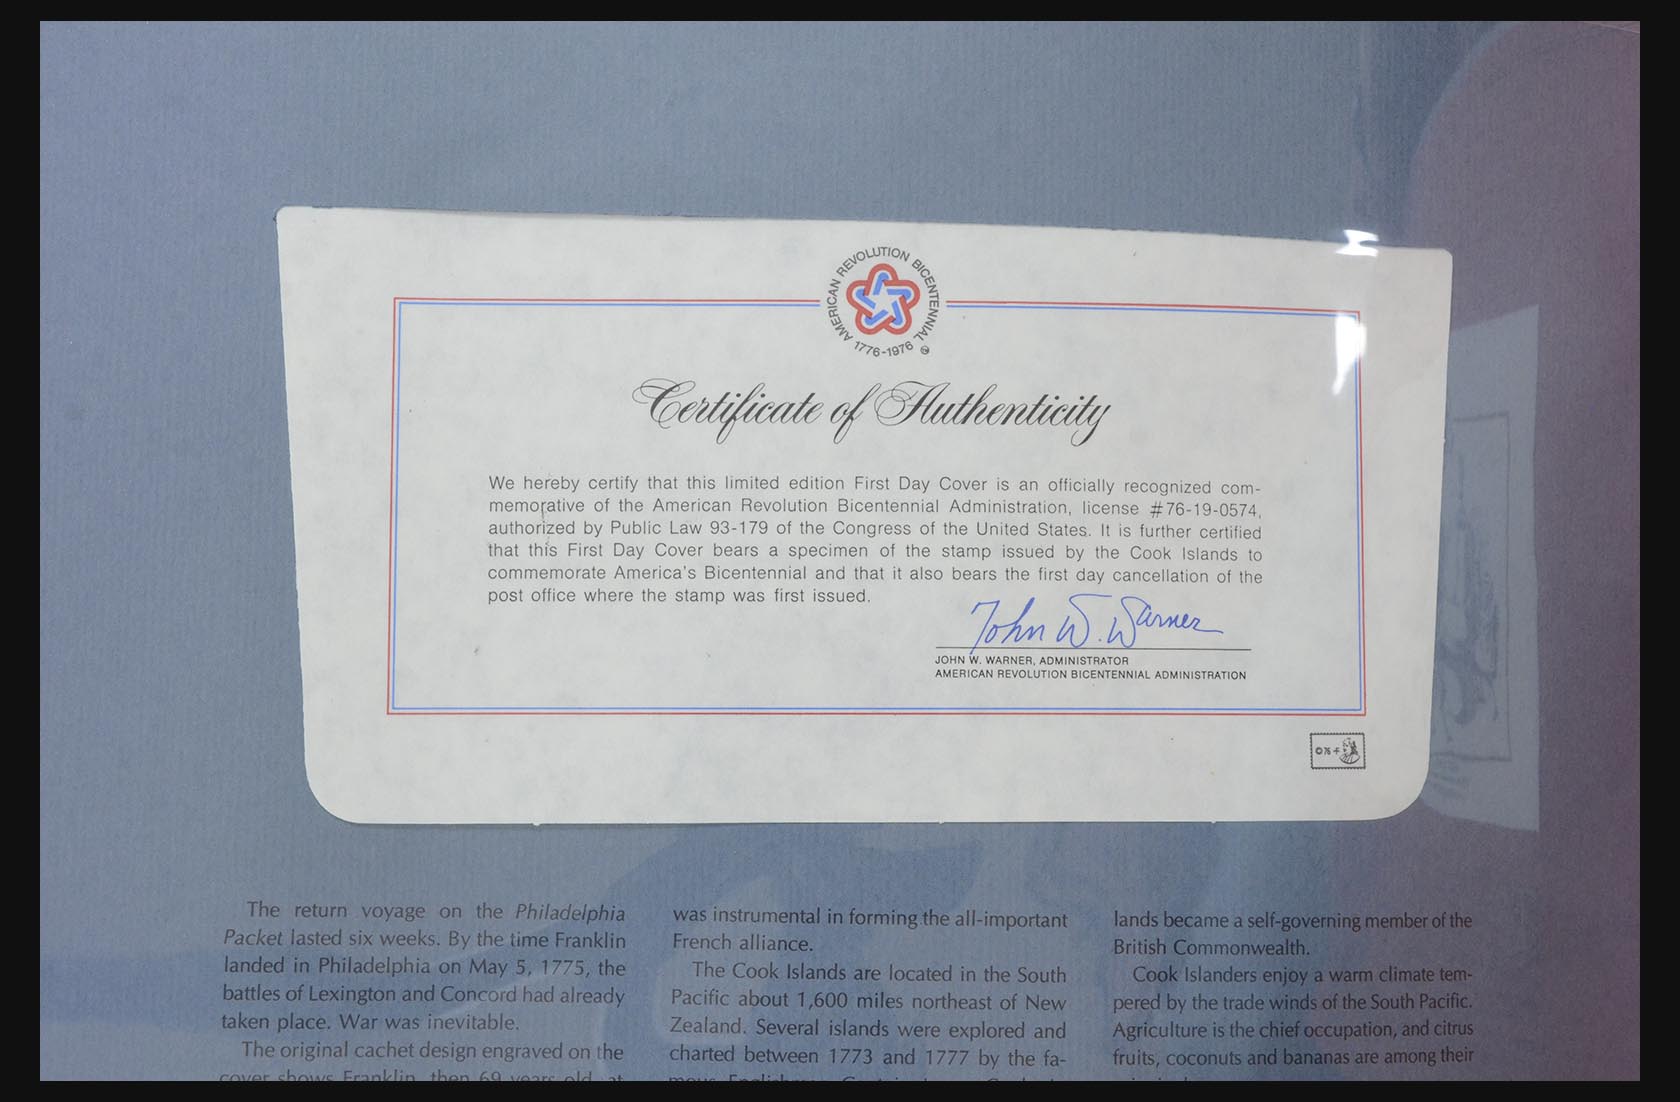 AMERICAN REVOLUTION BICENTENNIAL
1776-1976
Certificate of Authenticity
We hereby certify that this limited edition First Day Cover is an officially recognized com-
memorative of the American Revolution Bicentennial Administration, license #76-19-0574,
authorized by Public Law 93-179 of the Congress of the United States. It is further certified
that this First Day Cover bears a specimen of the stamp issued by the Cook Islands to
commemorate America's Bicentennial and that it also bears the first day cancellation of the
post office where the stamp was first issued.
John W. Warner
JOHN W. WARNER, ADMINISTRATOR
AMERICAN REVOLUTION BICENTENNIAL ADMINISTRATION
©76
The return voyage on the Philadelphia
Packet lasted six weeks. By the time Franklin
landed in Philadelphia on May 5, 1775, the
battles of Lexington and Concord had already
taken place. War was inevitable.
The original cachet design engraved on the
cover shows Franklin, then 69 years old, at
was instrumental in forming the all-important
French alliance.
The Cook Islands are located in the South
Pacific about 1,600 miles northeast of New
Zealand. Several islands were explored and
charted between 1773 and 1777 by the fa-
lands became a self-governing member of the
British Commonwealth.
Cook Islanders enjoy a warm climate tem-
pered by the trade winds of the South Pacific.
Agriculture is the chief occupation, and citrus
fruits, coconuts and bananas are among their